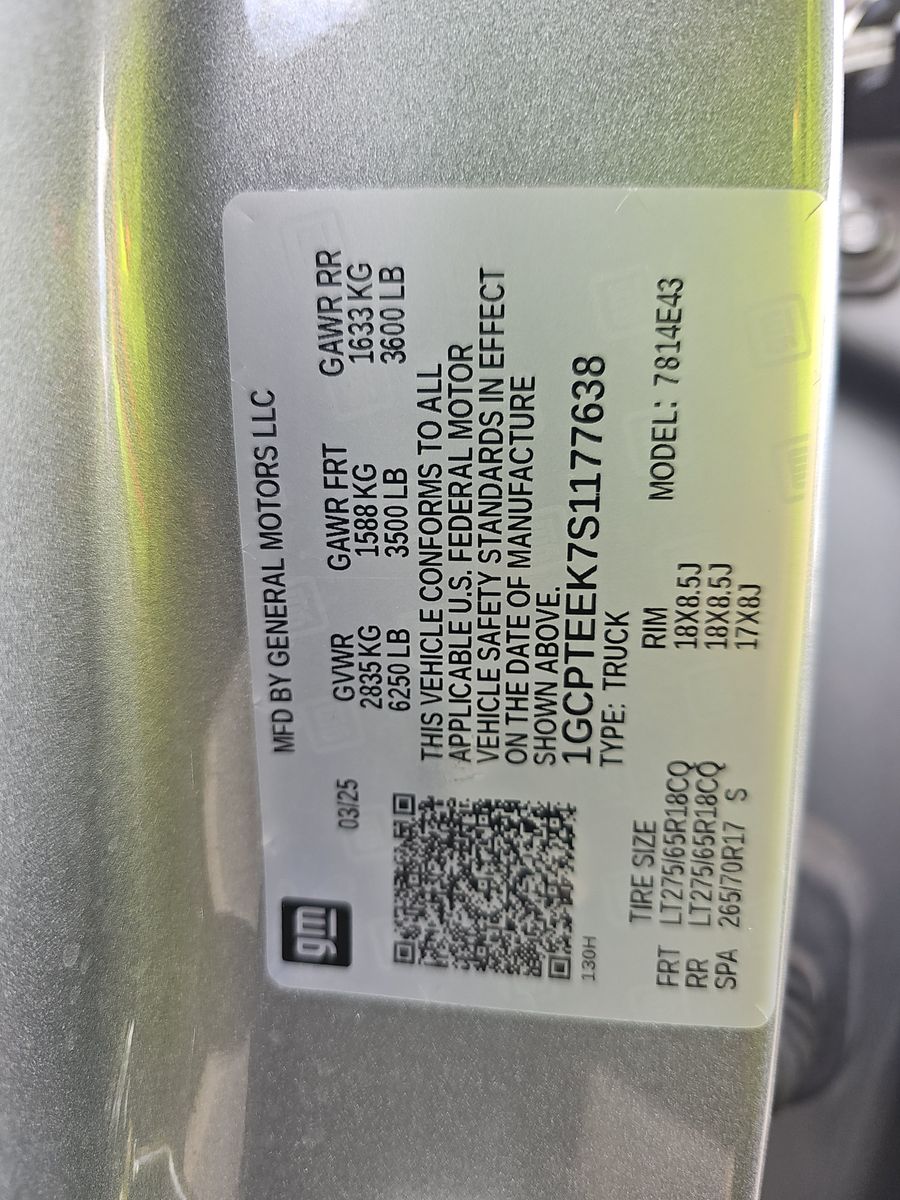 gm
MFD BY GENERAL MOTORS LLC
03/25
GVWR GAWR FRT GAWR RR
2835 KG 1588 KG 1633 KG
6250 LB 3500 LB 3600 LB
THIS VEHICLE CONFORMS TO ALL
APPLICABLE U.S. FEDERAL MOTOR
VEHICLE SAFETY STANDARDS IN EFFECT
ON THE DATE OF MANUFACTURE
SHOWN ABOVE.
1GCPTEEK7S1177638
TYPE: TRUCK
130H
TIRE SIZE RIM MODEL: 7814E43
FRT LT275/65R18CQ 18X8.5J
RR LT275/65R18CQ 18X8.5J
SPA 265/70R17 S 17X8J